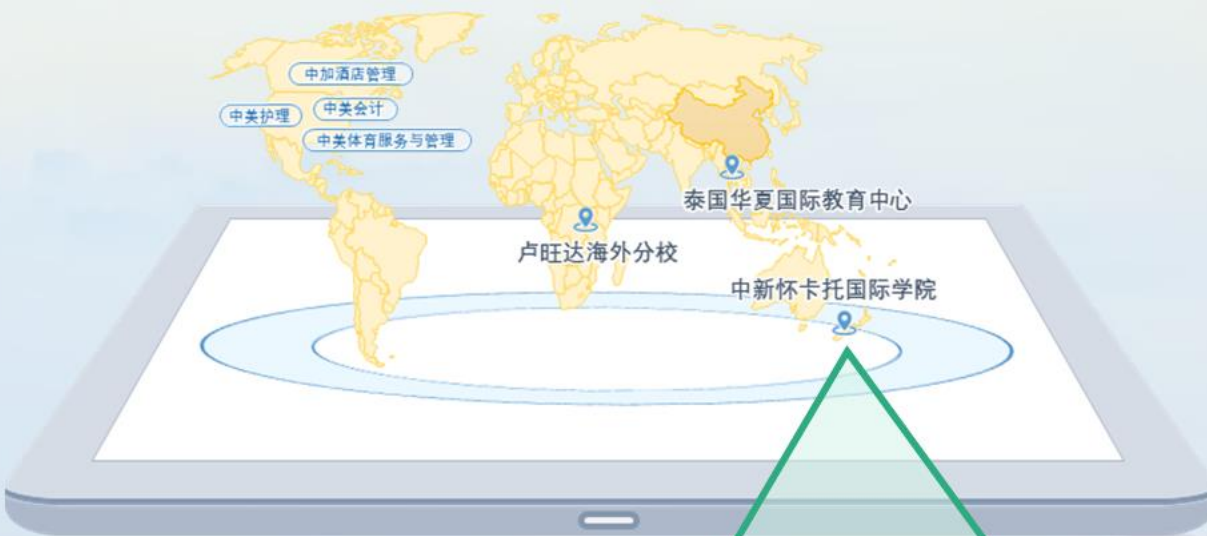 中加酒店管理
中美护理
中美会计
中美体育服务与管理
泰国华夏国际教育中心
卢旺达海外分校
中新怀卡托国际学院